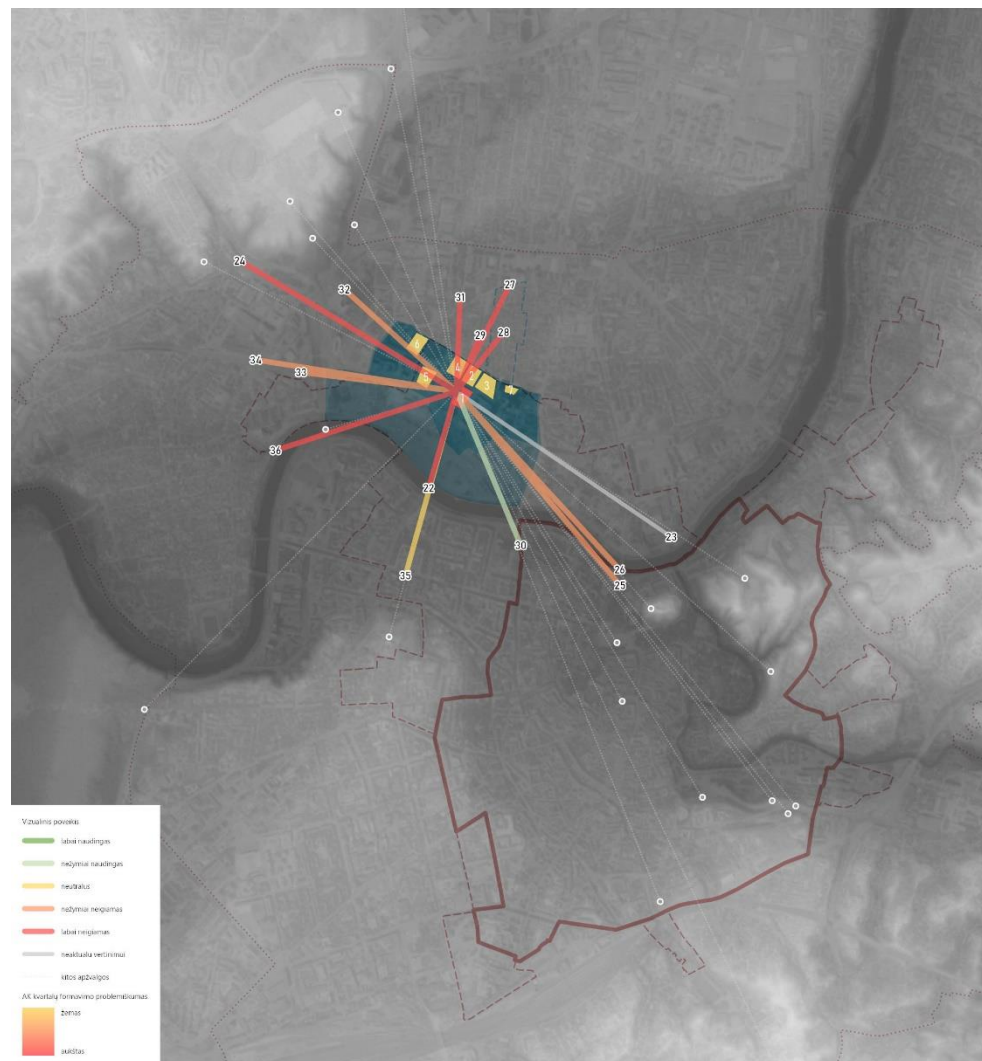 24
27
32
31
28
29
34
33
6
4
2
3
5
1
36
22
23
30
26
25
35
Vizualinis poveikis
labai naudingas
nežymiai naudingas
neutralus
nežymiai neigiamas
labai neigiamas
neaktualu vertinimui
kitos apžvalgos
AK kvartalų formavimo problemiškumas
žemas
aukštas